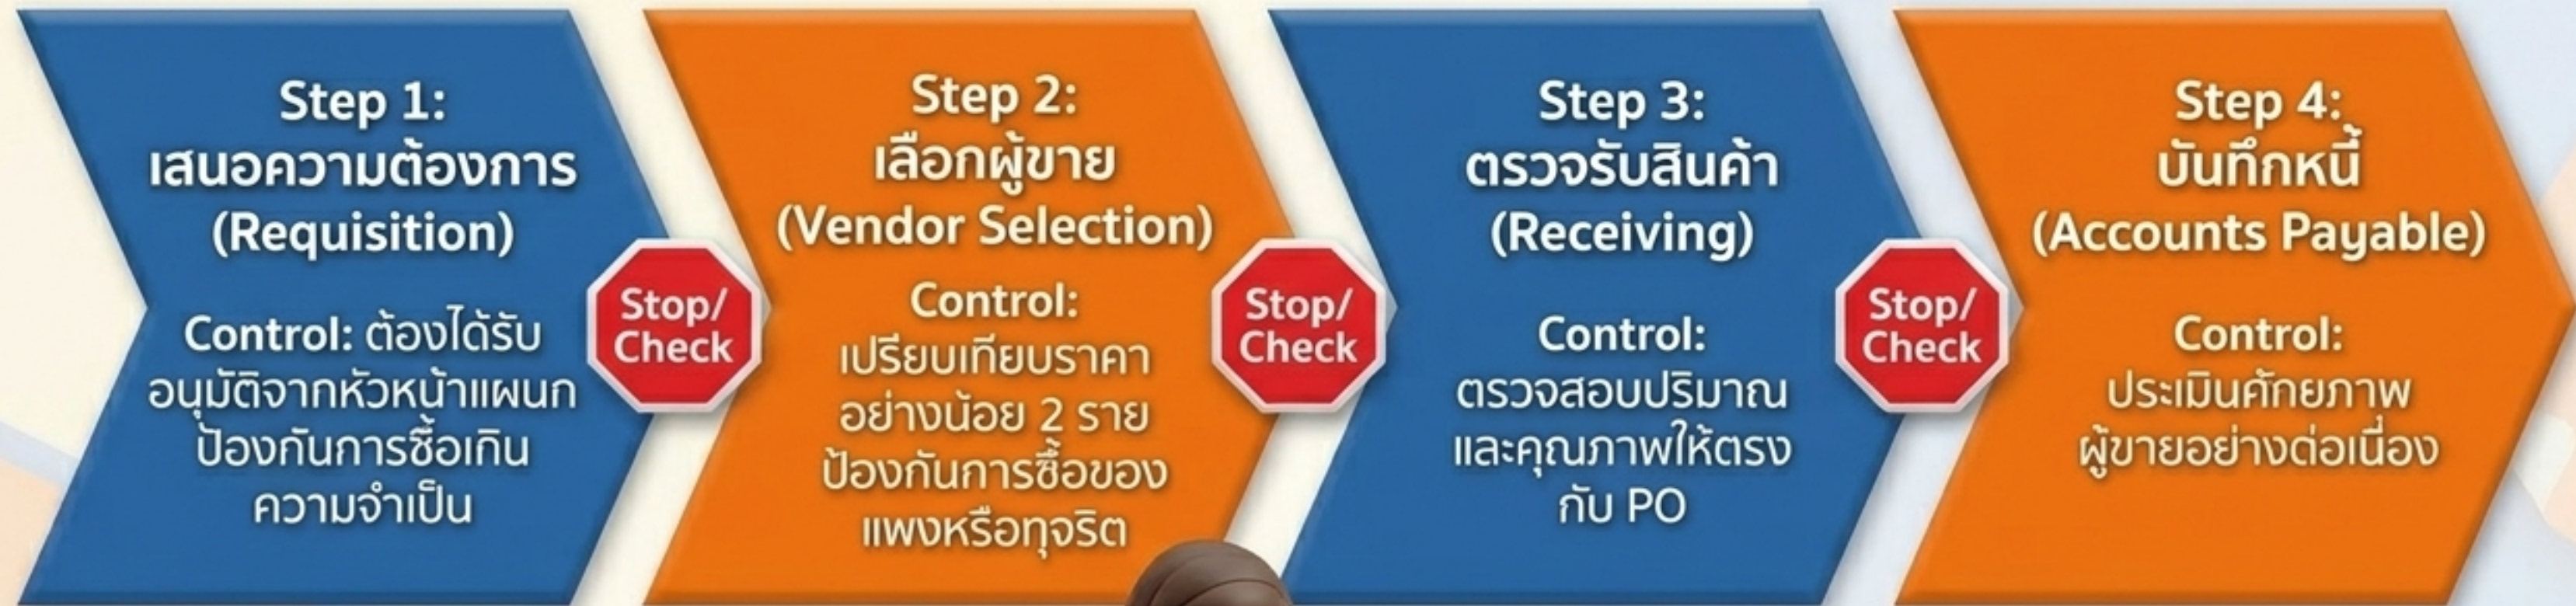 Step 1:
เสนอความต้องการ
(Requisition)
Control: ต้องได้รับ
อนุมัติจากหัวหน้าแผนก
ป้องกันการซื้อเกิน
ความจำเป็น
Stop/
Check
Step 2:
เลือกผู้ขาย
(Vendor Selection)
Control:
เปรียบเทียบราคา
อย่างน้อย 2 ราย
ป้องกันการซื้อของ
แพงหรือทุจริต
Stop/
Check
Step 3:
ตรวจรับสินค้า
(Receiving)
Control:
ตรวจสอบปริมาณ
และคุณภาพให้ตรง
กับ PO
Stop/
Check
Step 4:
บันทึกหนี้
(Accounts Payable)
Control:
ประเมินศักยภาพ
ผู้ขายอย่างต่อเนื่อง